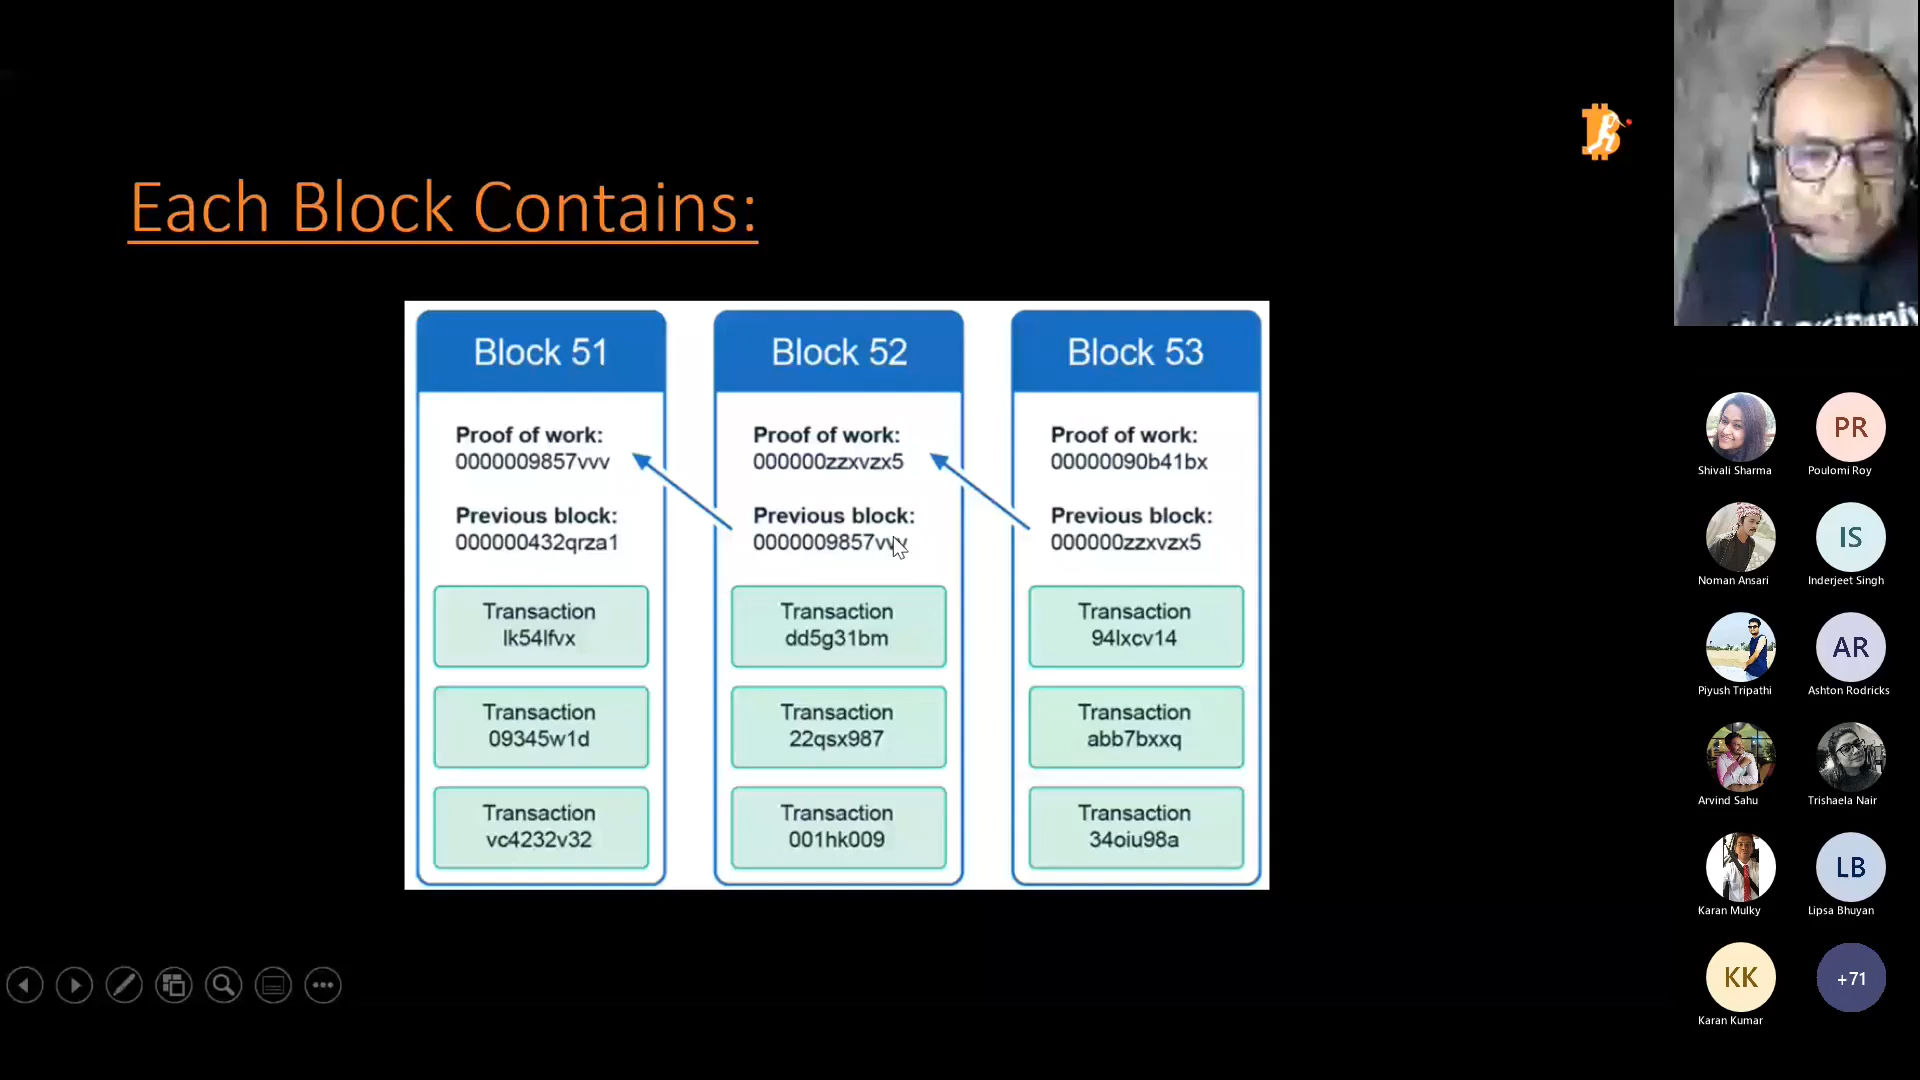 Each Block Contains:
Block 51
Proof of work:
0000009857vvv
Previous block:
000000432qrza1
Transaction
lk54lfvx
Transaction
09345w1d
Transaction
vc4232v32
Block 52
Proof of work:
000000zzxvzx5
Previous block:
0000009857vvv
Transaction
dd5g31bm
Transaction
22qsx987
Transaction
001hk009
Block 53
Proof of work:
00000090b41bx
Previous block:
000000zzxvzx5
Transaction
94lxcv14
Transaction
abb7bxxq
Transaction
34oiu98a
Shivali Sharma
PR
Poulomi Roy
Noman Ansari
IS
Inderjeet Singh
Piyush Tripathi
AR
Ashton Rodricks
Arvind Sahu
Trishaela Nair
Karan Mulky
LB
Lipsa Bhuyan
KK
Karan Kumar
+71